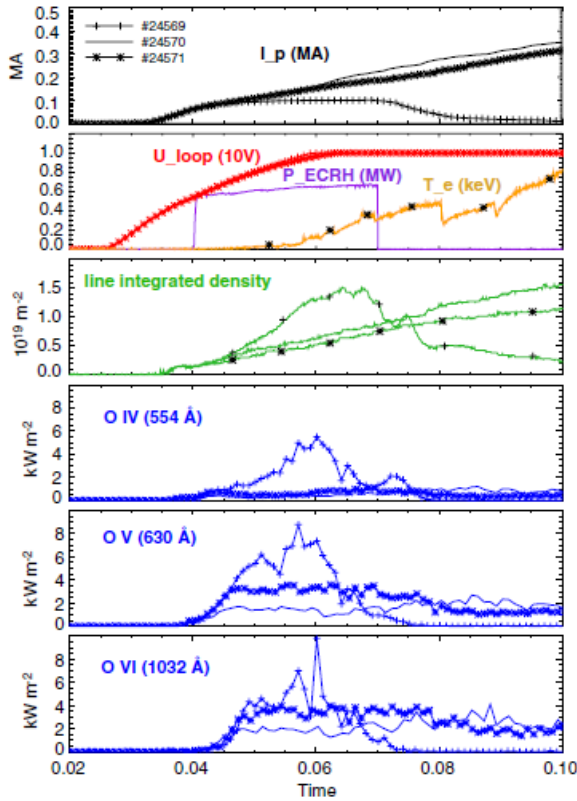 0.5
0.4
0.3
0.2
0.1
0.0
MA
#24569
#24570
#24571
I_p (MA)
1.0
0.8
0.6
0.4
0.2
0.0
U_loop (10V)
P_ECRH (MW)
T_e (keV)
1.5
1.0
0.5
0.0
10¹⁹ m⁻²
line integrated density
8
6
4
2
0
kW m⁻²
O IV (554 Å)
8
6
4
2
0
kW m⁻²
O V (630 Å)
8
6
4
2
0
kW m⁻²
O VI (1032 Å)
0.02
0.04
0.06
0.08
0.10
Time